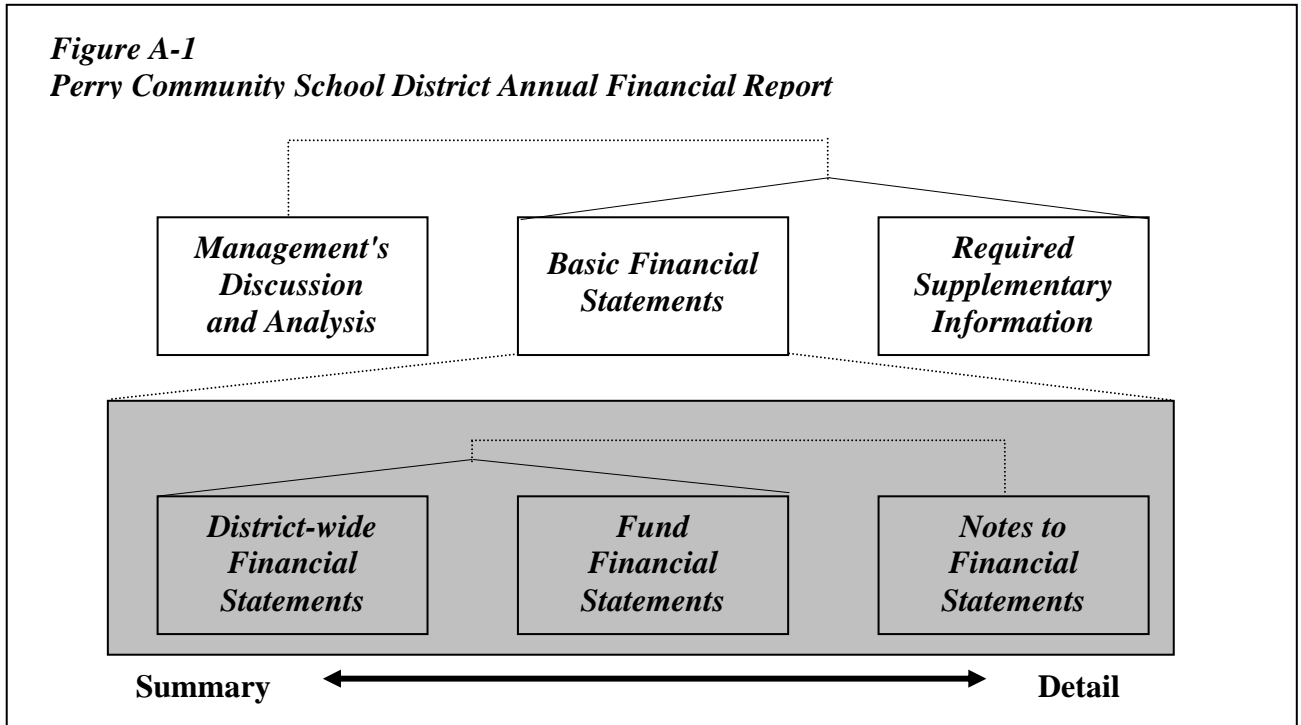 Figure A-1
Perry Community School District Annual Financial Report
Management's
Discussion
and Analysis
Basic Financial
Statements
Required
Supplementary
Information
District-wide
Financial
Statements
Fund
Financial
Statements
Notes to
Financial
Statements
Summary
Detail